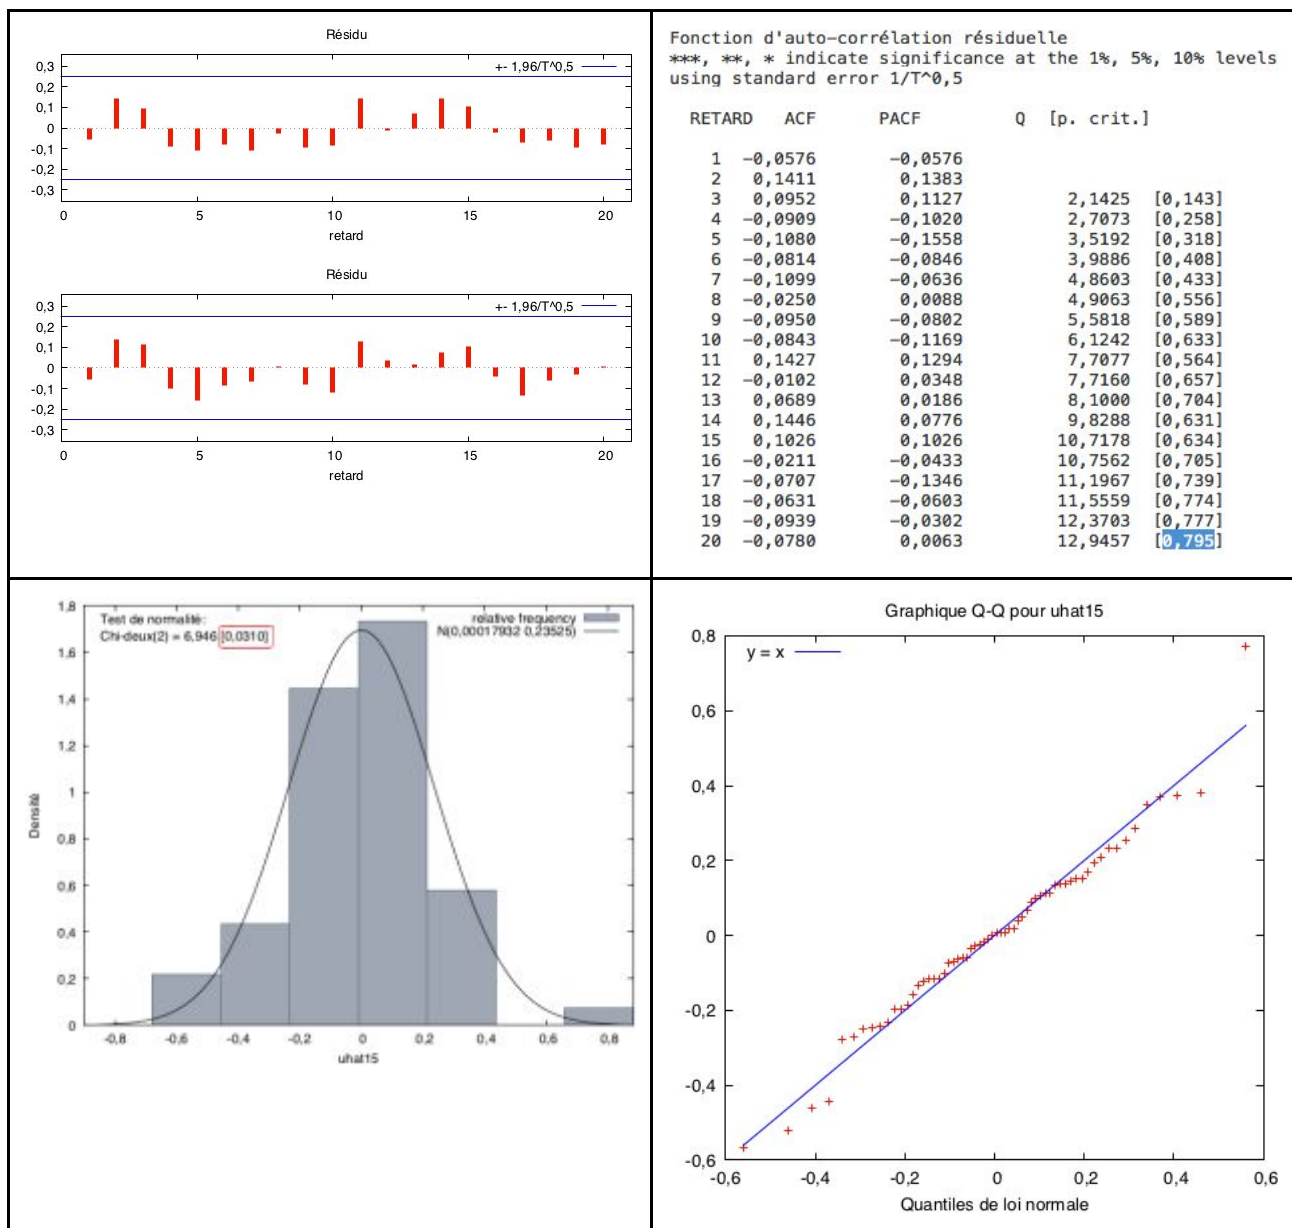 Résidu
+- 1,96/T^0,5
0,3
0,2
0,1
0
-0,1
-0,2
-0,3
0 5 10 15 20
retard
Résidu
+- 1,96/T^0,5
0,3
0,2
0,1
0
-0,1
-0,2
-0,3
0 5 10 15 20
retard
Fonction d'auto-corrélation résiduelle
***, **, * indicate significance at the 1%, 5%, 10% levels
using standard error 1/T^0,5
RETARD ACF PACF Q [p. crit.]
1 -0,0576 -0,0576
2 0,1411 0,1383
3 0,0952 0,1127 2,1425 [0,143]
4 -0,0909 -0,1020 2,7073 [0,258]
5 -0,1080 -0,1558 3,5192 [0,318]
6 -0,0814 -0,0846 3,9886 [0,408]
7 -0,1099 -0,0636 4,8603 [0,433]
8 -0,0250 0,0088 4,9063 [0,556]
9 -0,0950 -0,0802 5,5818 [0,589]
10 -0,0843 -0,1169 6,1242 [0,633]
11 0,1427 0,1294 7,7077 [0,564]
12 -0,0102 0,0348 7,7160 [0,657]
13 0,0689 0,0186 8,1000 [0,704]
14 0,1446 0,0776 9,8288 [0,631]
15 0,1026 0,1026 10,7178 [0,634]
16 -0,0211 -0,0433 10,7562 [0,705]
17 -0,0707 -0,1346 11,1967 [0,739]
18 -0,0631 -0,0603 11,5559 [0,774]
19 -0,0939 -0,0302 12,3703 [0,777]
20 -0,0780 0,0063 12,9457 [0,795]
Test de normalité:
Chi-deux(2) = 6,946 [0,0310]
relative frequency
N(0,00017932 0,23525)
1,8
1,6
1,4
1,2
1
0,8
0,6
0,4
0,2
0
Densité
-0,8 -0,6 -0,4 -0,2 0 0,2 0,4 0,6 0,8
uhat15
Graphique Q-Q pour uhat15
y = x
0,8
0,6
0,4
0,2
0
-0,2
-0,4
-0,6
-0,6 -0,4 -0,2 0 0,2 0,4 0,6
Quantiles de loi normale